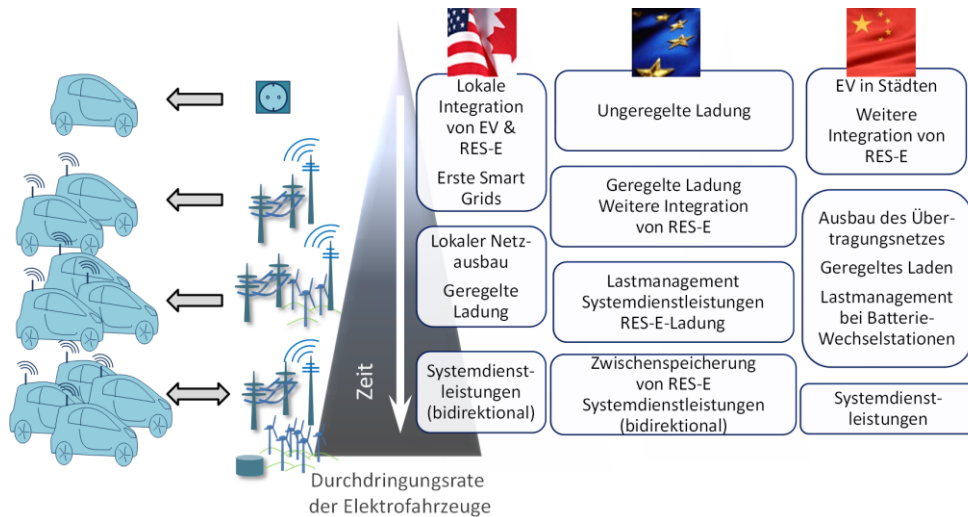 Lokale
Integration
von EV &
RES-E
Erste Smart
Grids
Lokaler Netz-
ausbau
Geregelte
Ladung
Systemdienst-
leistungen
(bidirektional)
Ungeregelte Ladung
Geregelte Ladung
Weitere Integration
von RES-E
Lastmanagement
Systemdienstleistungen
RES-E-Ladung
Zwischenspeicherung
von RES-E
Systemdienstleistungen
(bidirektional)
EV in Städten
Weitere
Integration von
RES-E
Ausbau des Über-
tragungsnetzes
Geregeltes Laden
Lastmanagement
bei Batterie-
Wechselstationen
Systemdienst-
leistungen
Zeit
Durchdringungsrate
der Elektrofahrzeuge